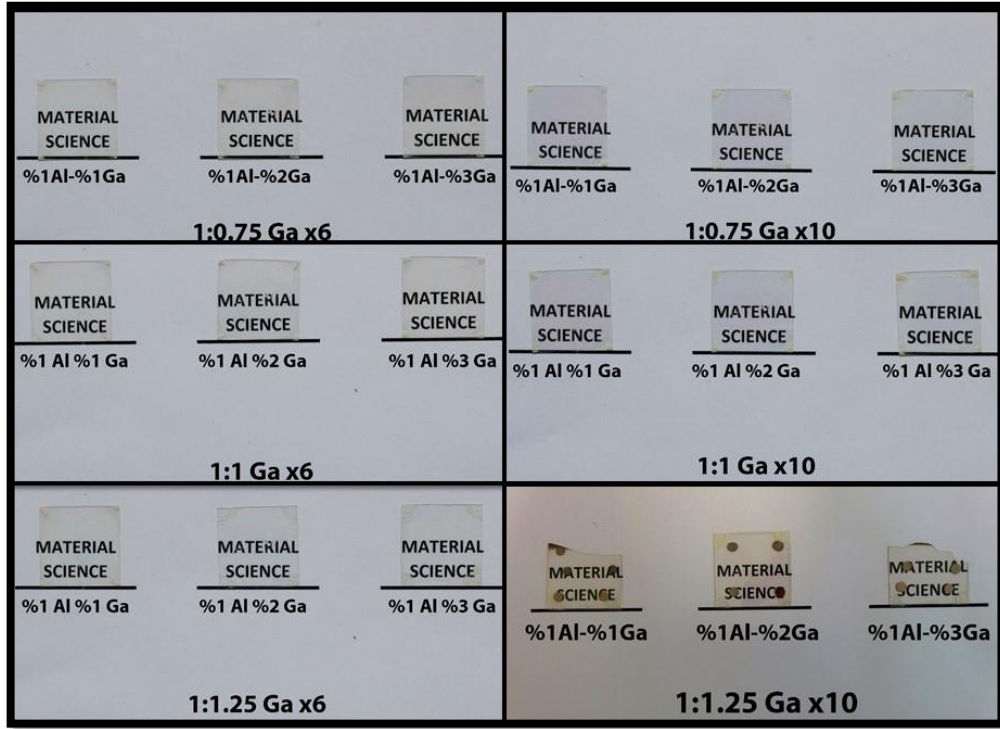 MATERIAL SCIENCE
%1Al-%1Ga
MATERIAL SCIENCE
%1Al-%2Ga
MATERIAL SCIENCE
%1Al-%3Ga
1:0.75 Ga x6
MATERIAL SCIENCE
%1Al-%1Ga
MATERIAL SCIENCE
%1Al-%2Ga
MATERIAL SCIENCE
%1Al-%3Ga
1:0.75 Ga x10
MATERIAL SCIENCE
%1 Al %1 Ga
MATERIAL SCIENCE
%1 Al %2 Ga
MATERIAL SCIENCE
%1 Al %3 Ga
1:1 Ga x6
MATERIAL SCIENCE
%1 Al %1 Ga
MATERIAL SCIENCE
%1 Al %2 Ga
MATERIAL SCIENCE
%1 Al %3 Ga
1:1 Ga x10
MATERIAL SCIENCE
%1 Al %1 Ga
MATERIAL SCIENCE
%1 Al %2 Ga
MATERIAL SCIENCE
%1 Al %3 Ga
1:1.25 Ga x6
MATERIAL SCIENCE
%1Al-%1Ga
MATERIAL SCIENCE
%1Al-%2Ga
MATERIAL SCIENCE
%1Al-%3Ga
1:1.25 Ga x10